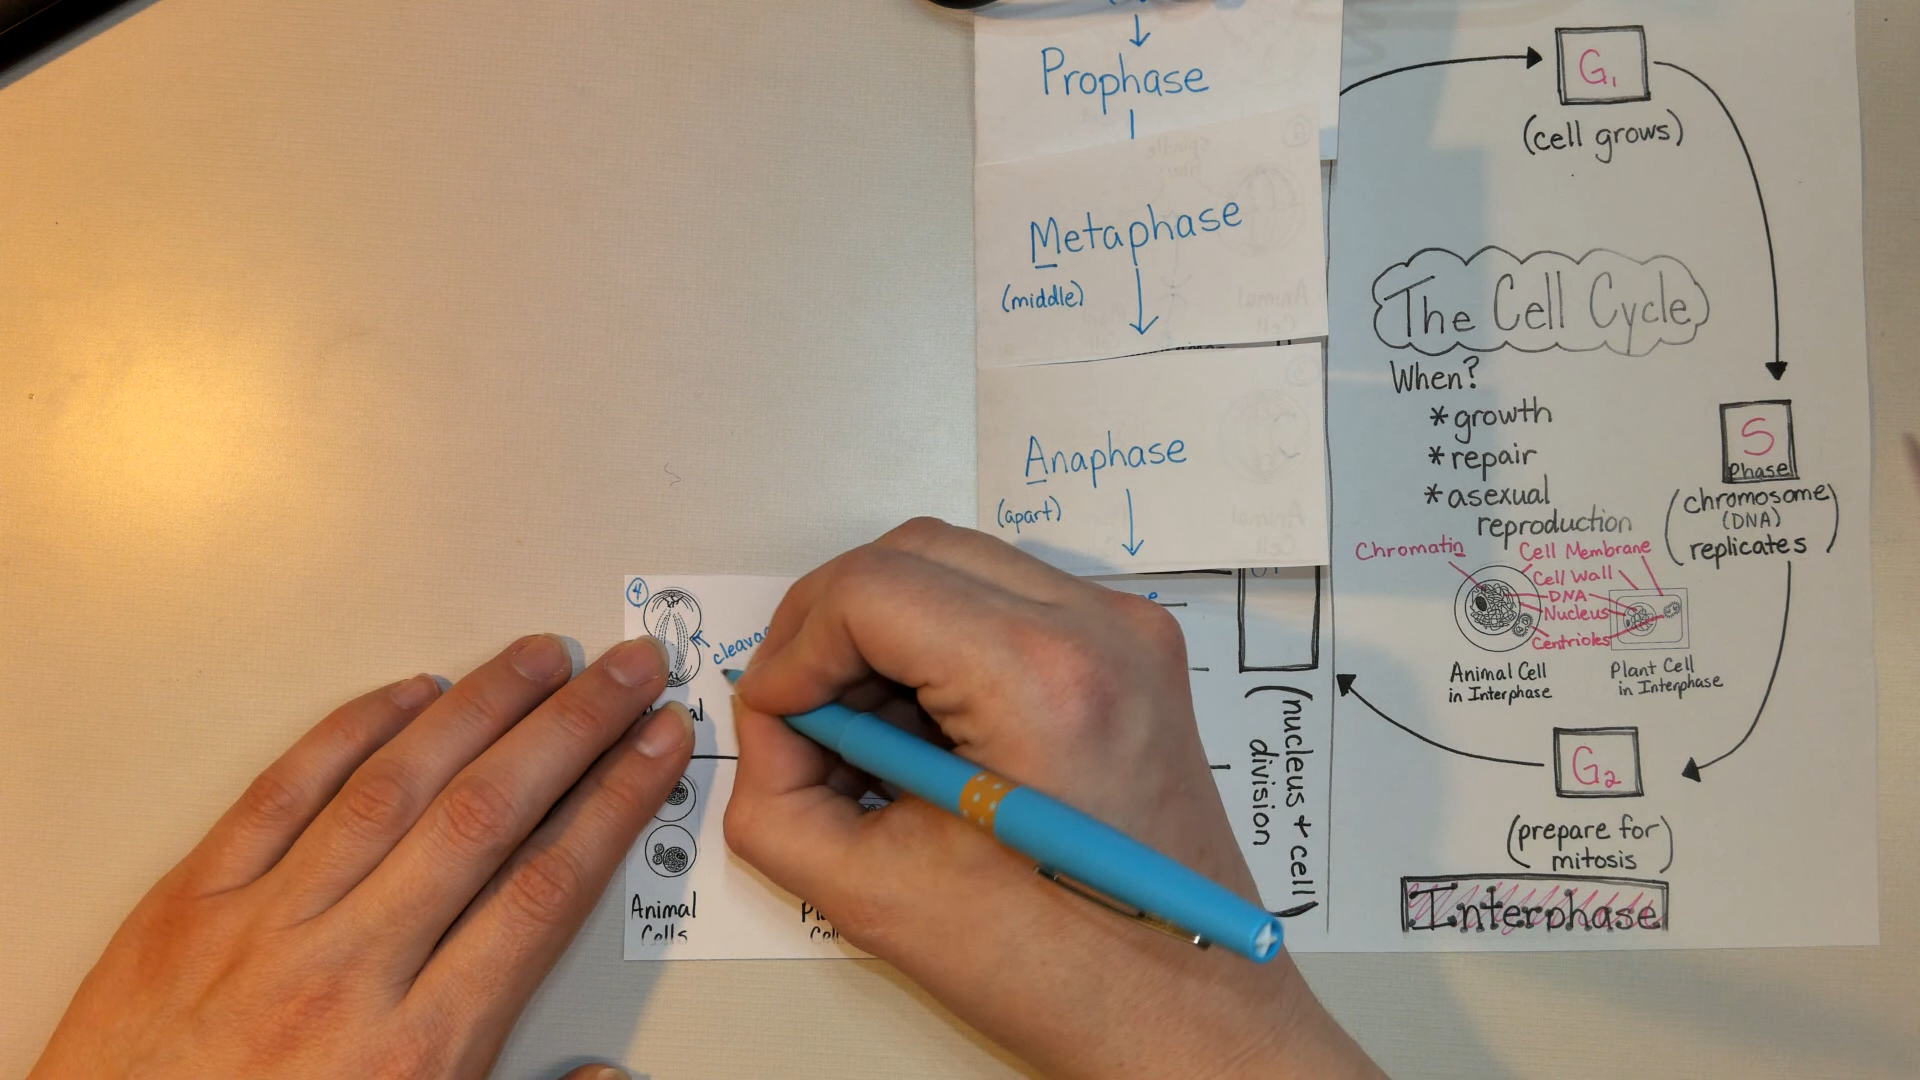 Prophase
Metaphase
(middle)
Anaphase
(apart)
4
cleava
Animal
Cells
(nucleus + cell)
division
G1
(cell grows)
The Cell Cycle
When?
* growth
* repair
* asexual
reproduction
S
Phase
(chromosome)
(DNA)
replicates
Chromatin
Cell Membrane
Cell Wall
DNA
Nucleus
Centrioles
Animal Cell
in Interphase
Plant Cell
in Interphase
G2
(prepare for
mitosis)
Interphase